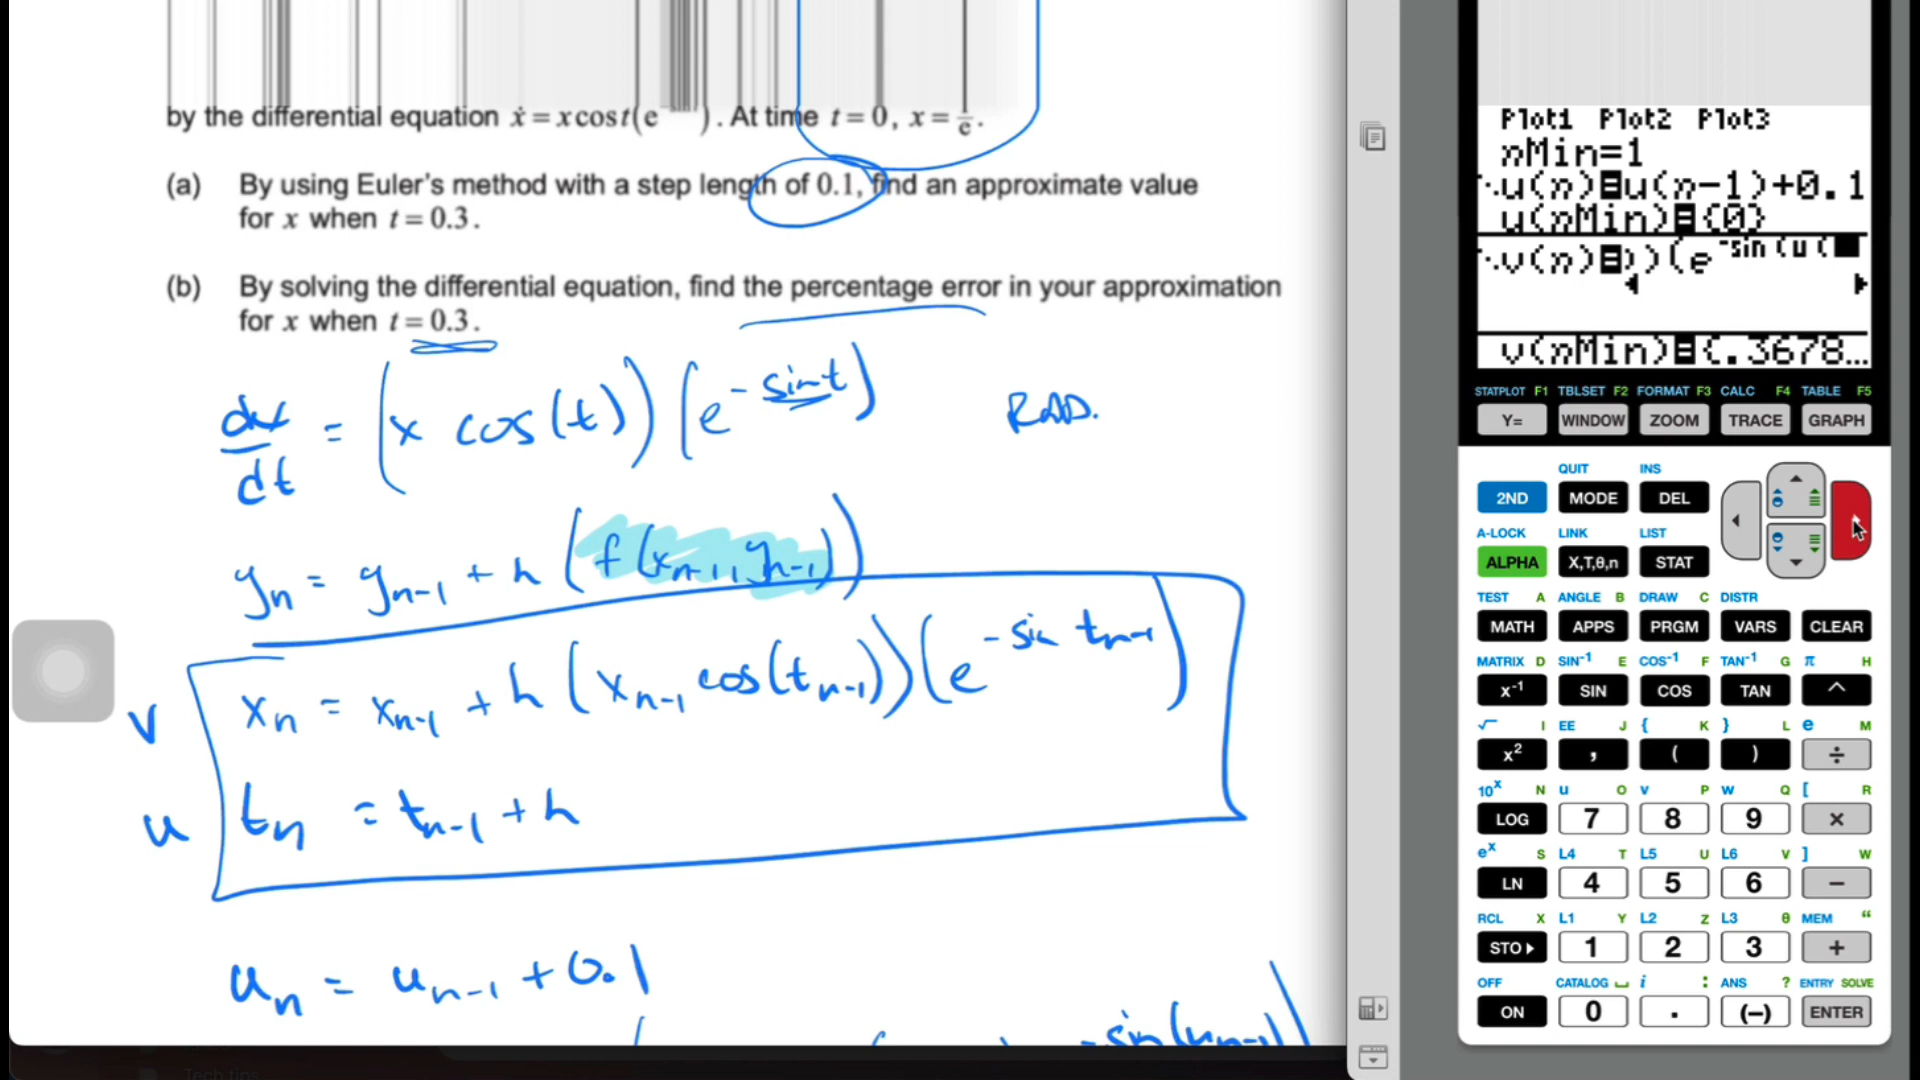 by the differential equation ẋ = x cos t(e ). At time t = 0, x = 1/e.
(a) By using Euler's method with a step length of 0.1, find an approximate value
for x when t = 0.3.
(b) By solving the differential equation, find the percentage error in your approximation
for x when t = 0.3.
dx/dt = (x cos(t))(e^-sin t) RAD.
yn = yn-1 + h (f(xn-1, yn-1))
v xn = xn-1 + h (xn-1 cos(tn-1))(e^-sin tn-1)
u tn = tn-1 + h
un = un-1 + 0.1
-sin(un-1)
Plot1 Plot2 Plot3
nMin=1
u(n)=u(n-1)+0.1
u(nMin)={0}
v(n)=))(e^-sin(u(
v(nMin)={.3678...
STATPLOT F1 TBLSET F2 FORMAT F3 CALC F4 TABLE F5
Y= WINDOW ZOOM TRACE GRAPH
QUIT INS
2ND MODE DEL
A-LOCK LINK LIST
ALPHA X,T,θ,n STAT
TEST A ANGLE B DRAW C DISTR
MATH APPS PRGM VARS CLEAR
MATRIX D SIN-1 E COS-1 F TAN-1 G π H
x-1 SIN COS TAN ^
√ I EE J { K } L e M
x2 , ( ) ÷
10x N u O v P w Q [ R
LOG 7 8 9 ×
ex S L4 T L5 U L6 V ] W
LN 4 5 6 −
RCL X L1 Y L2 Z L3 θ MEM "
STO▶ 1 2 3 +
OFF CATALOG ⎵ i : ANS ? ENTRY SOLVE
ON 0 . (−) ENTER
Tech tips